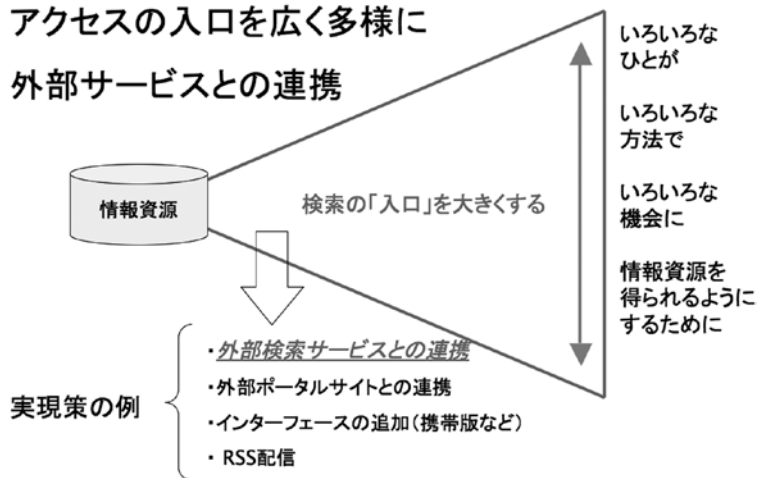 アクセスの入口を広く多様に
外部サービスとの連携
情報資源
検索の「入口」を大きくする
いろいろな
ひとが
いろいろな
方法で
いろいろな
機会に
情報資源を
得られるように
するために
実現策の例
・外部検索サービスとの連携
・外部ポータルサイトとの連携
・インターフェースの追加(携帯版など)
・RSS配信